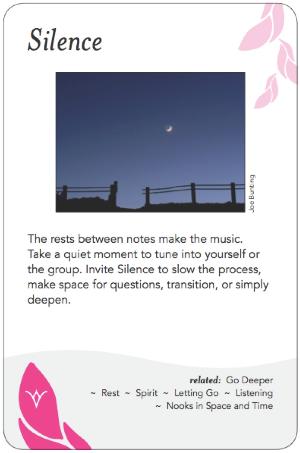 Silence
Joe Bunting
The rests between notes make the music.
Take a quiet moment to tune into yourself or
the group. Invite Silence to slow the process,
make space for questions, transition, or simply
deepen.
related: Go Deeper
~ Rest ~ Spirit ~ Letting Go ~ Listening
~ Nooks in Space and Time